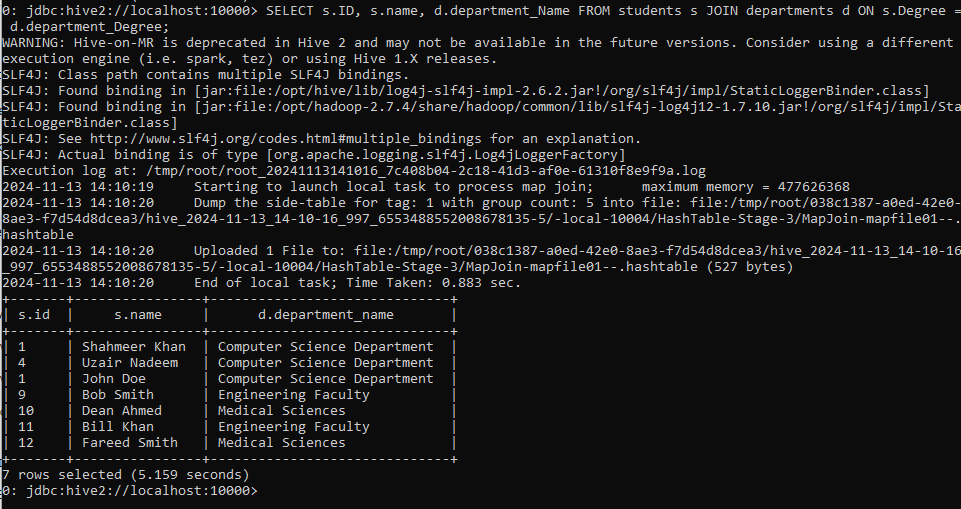 0: jdbc:hive2://localhost:10000> SELECT s.ID, s.name, d.department_Name FROM students s JOIN departments d ON s.Degree =
 d.department_Degree;
WARNING: Hive-on-MR is deprecated in Hive 2 and may not be available in the future versions. Consider using a different
execution engine (i.e. spark, tez) or using Hive 1.X releases.
SLF4J: Class path contains multiple SLF4J bindings.
SLF4J: Found binding in [jar:file:/opt/hive/lib/log4j-slf4j-impl-2.6.2.jar!/org/slf4j/impl/StaticLoggerBinder.class]
SLF4J: Found binding in [jar:file:/opt/hadoop-2.7.4/share/hadoop/common/lib/slf4j-log4j12-1.7.10.jar!/org/slf4j/impl/Sta
ticLoggerBinder.class]
SLF4J: See http://www.slf4j.org/codes.html#multiple_bindings for an explanation.
SLF4J: Actual binding is of type [org.apache.logging.slf4j.Log4jLoggerFactory]
Execution log at: /tmp/root/root_20241113141016_7c408b04-2c18-41d3-af0e-61310f8e9f9a.log
2024-11-13 14:10:19     Starting to launch local task to process map join;      maximum memory = 477626368
2024-11-13 14:10:20     Dump the side-table for tag: 1 with group count: 5 into file: file:/tmp/root/038c1387-a0ed-42e0-
8ae3-f7d54d8dcea3/hive_2024-11-13_14-10-16_997_6553488552008678135-5/-local-10004/HashTable-Stage-3/MapJoin-mapfile01--.
hashtable
2024-11-13 14:10:20     Uploaded 1 File to: file:/tmp/root/038c1387-a0ed-42e0-8ae3-f7d54d8dcea3/hive_2024-11-13_14-10-16
_997_6553488552008678135-5/-local-10004/HashTable-Stage-3/MapJoin-mapfile01--.hashtable (527 bytes)
2024-11-13 14:10:20     End of local task; Time Taken: 0.883 sec.
+-------+----------------+------------------------------+
| s.id  |     s.name     |      d.department_name       |
+-------+----------------+------------------------------+
| 1     | Shahmeer Khan  | Computer Science Department  |
| 4     | Uzair Nadeem   | Computer Science Department  |
| 1     | John Doe       | Computer Science Department  |
| 9     | Bob Smith      | Engineering Faculty          |
| 10    | Dean Ahmed     | Medical Sciences             |
| 11    | Bill Khan      | Engineering Faculty          |
| 12    | Fareed Smith   | Medical Sciences             |
+-------+----------------+------------------------------+
7 rows selected (5.159 seconds)
0: jdbc:hive2://localhost:10000>